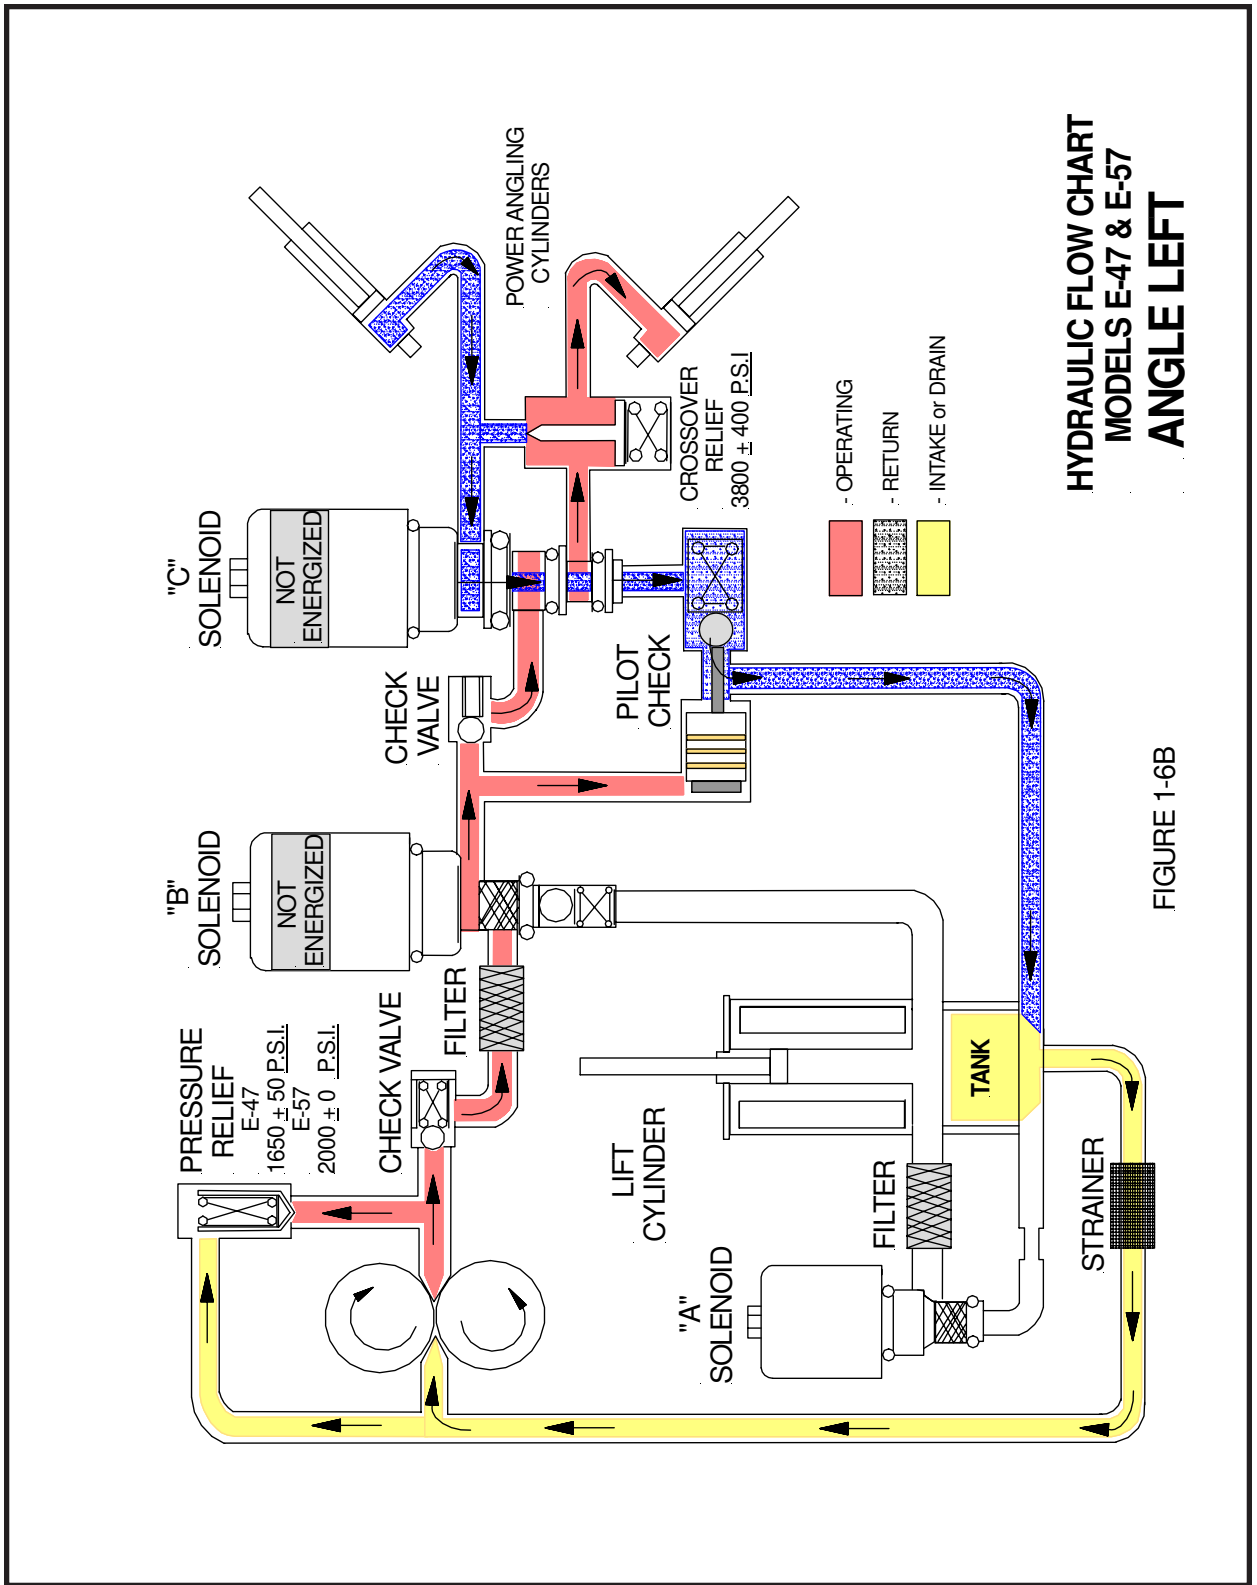 PRESSURE
RELIEF
E-47
1650 ± 50 P.S.I.
E-57
2000 ± 0 P.S.I.
"B"
SOLENOID
NOT
ENERGIZED
"C"
SOLENOID
NOT
ENERGIZED
CHECK VALVE
FILTER
CHECK
VALVE
POWER ANGLING
CYLINDERS
LIFT
CYLINDER
PILOT
CHECK
CROSSOVER
RELIEF
3800 ± 400 P.S.I
"A"
SOLENOID
FILTER
TANK
STRAINER
- OPERATING
- RETURN
- INTAKE or DRAIN
FIGURE 1-6B
HYDRAULIC FLOW CHART
MODELS E-47 & E-57
ANGLE LEFT